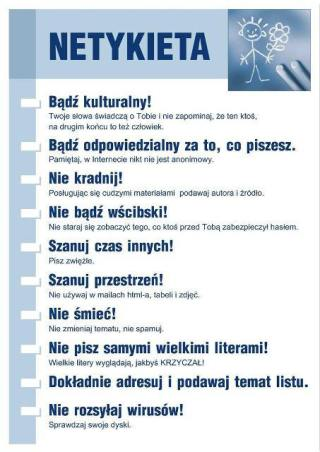 NETYKIETA
Bądź kulturalny!
Twoje słowa świadczą o Tobie i nie zapominaj, że ten ktoś,
na drugim końcu to też człowiek.
Bądź odpowiedzialny za to, co piszesz.
Pamiętaj, w Internecie nikt nie jest anonimowy.
Nie kradnij!
Posługując się cudzymi materiałami podawaj autora i źródło.
Nie bądź wścibski!
Nie staraj się zobaczyć tego, co ktoś przed Tobą zabezpieczył hasłem.
Szanuj czas innych!
Pisz zwięźle.
Szanuj przestrzeń!
Nie używaj w mailach html-a, tabeli i zdjęć.
Nie śmieć!
Nie zmieniaj tematu, nie spamuj.
Nie pisz samymi wielkimi literami!
Wielkie litery wyglądają, jakbyś KRZYCZAŁ!
Dokładnie adresuj i podawaj temat listu.
Nie rozsyłaj wirusów!
Sprawdzaj swoje dyski.